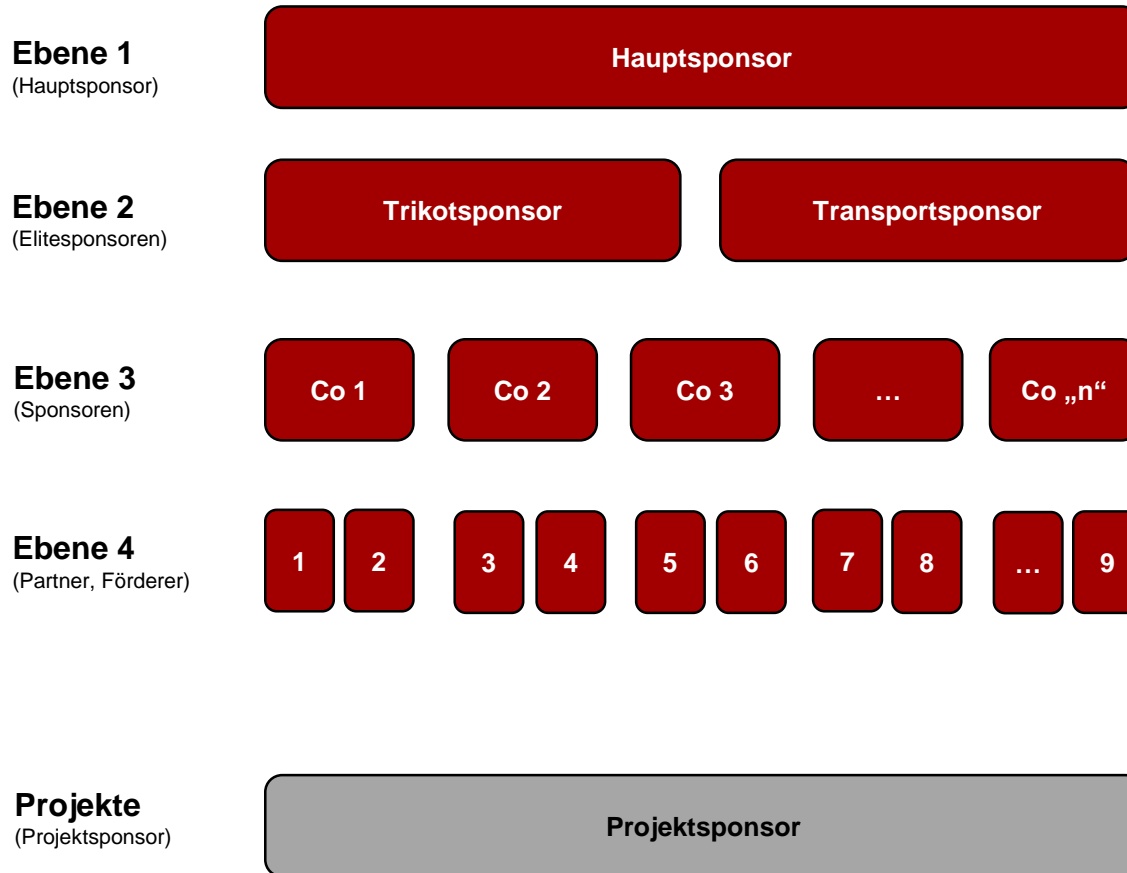 Ebene 1
(Hauptsponsor)
Hauptsponsor
Ebene 2
(Elitesponsoren)
Trikotsponsor
Transportsponsor
Ebene 3
(Sponsoren)
Co 1
Co 2
Co 3
…
Co „n“
Ebene 4
(Partner, Förderer)
1
2
3
4
5
6
7
8
…
9
Projekte
(Projektsponsor)
Projektsponsor